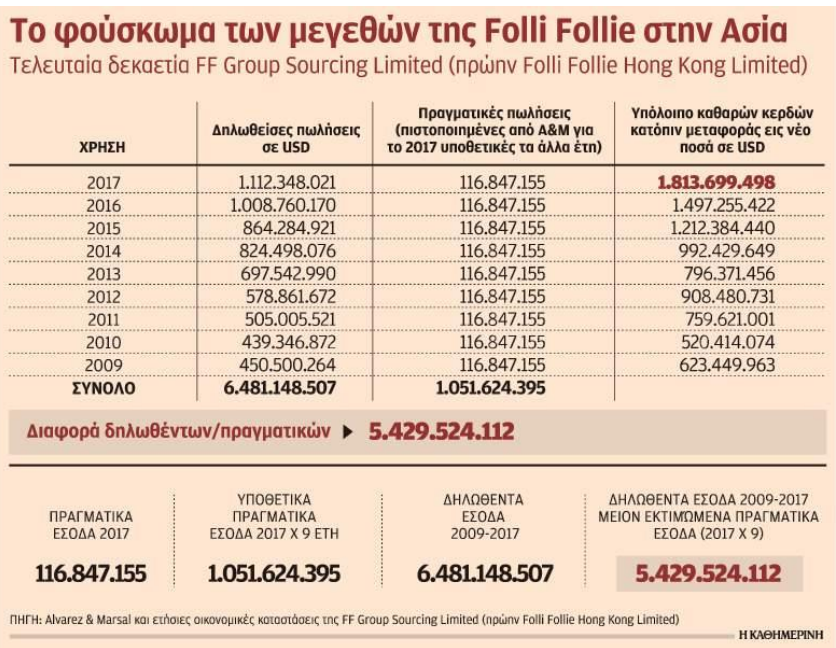 Το φούσκωμα των μεγεθών της Folli Follie στην Ασία
Τελευταία δεκαετία FF Group Sourcing Limited (πρώην Folli Follie Hong Kong Limited)
ΧΡΗΣΗ Δηλωθείσες πωλήσεις σε USD Πραγματικές πωλήσεις (πιστοποιημένες από A&M για το 2017 υποθετικές τα άλλα έτη) Υπόλοιπο καθαρών κερδών κατόπιν μεταφοράς εις νέο ποσά σε USD
2017 1.112.348.021 116.847.155 1.813.699.498
2016 1.008.760.170 116.847.155 1.497.255.422
2015 864.284.921 116.847.155 1.212.384.440
2014 824.498.076 116.847.155 992.429.649
2013 697.542.990 116.847.155 796.371.456
2012 578.861.672 116.847.155 908.480.731
2011 505.005.521 116.847.155 759.621.001
2010 439.346.872 116.847.155 520.414.074
2009 450.500.264 116.847.155 623.449.963
ΣΥΝΟΛΟ 6.481.148.507 1.051.624.395
Διαφορά δηλωθέντων/πραγματικών ▶ 5.429.524.112
ΠΡΑΓΜΑΤΙΚΑ
ΕΣΟΔΑ 2017
116.847.155
ΥΠΟΘΕΤΙΚΑ
ΠΡΑΓΜΑΤΙΚΑ
ΕΣΟΔΑ 2017 X 9 ΕΤΗ
1.051.624.395
ΔΗΛΩΘΕΝΤΑ
ΕΣΟΔΑ
2009-2017
6.481.148.507
ΔΗΛΩΘΕΝΤΑ ΕΣΟΔΑ 2009-2017
ΜΕΙΟΝ ΕΚΤΙΜΩΜΕΝΑ ΠΡΑΓΜΑΤΙΚΑ
ΕΣΟΔΑ (2017 X 9)
5.429.524.112
ΠΗΓΗ: Alvarez & Marsal και ετήσιες οικονομικές καταστάσεις της FF Group Sourcing Limited (πρώην Folli Follie Hong Kong Limited)
Η ΚΑΘΗΜΕΡΙΝΗ